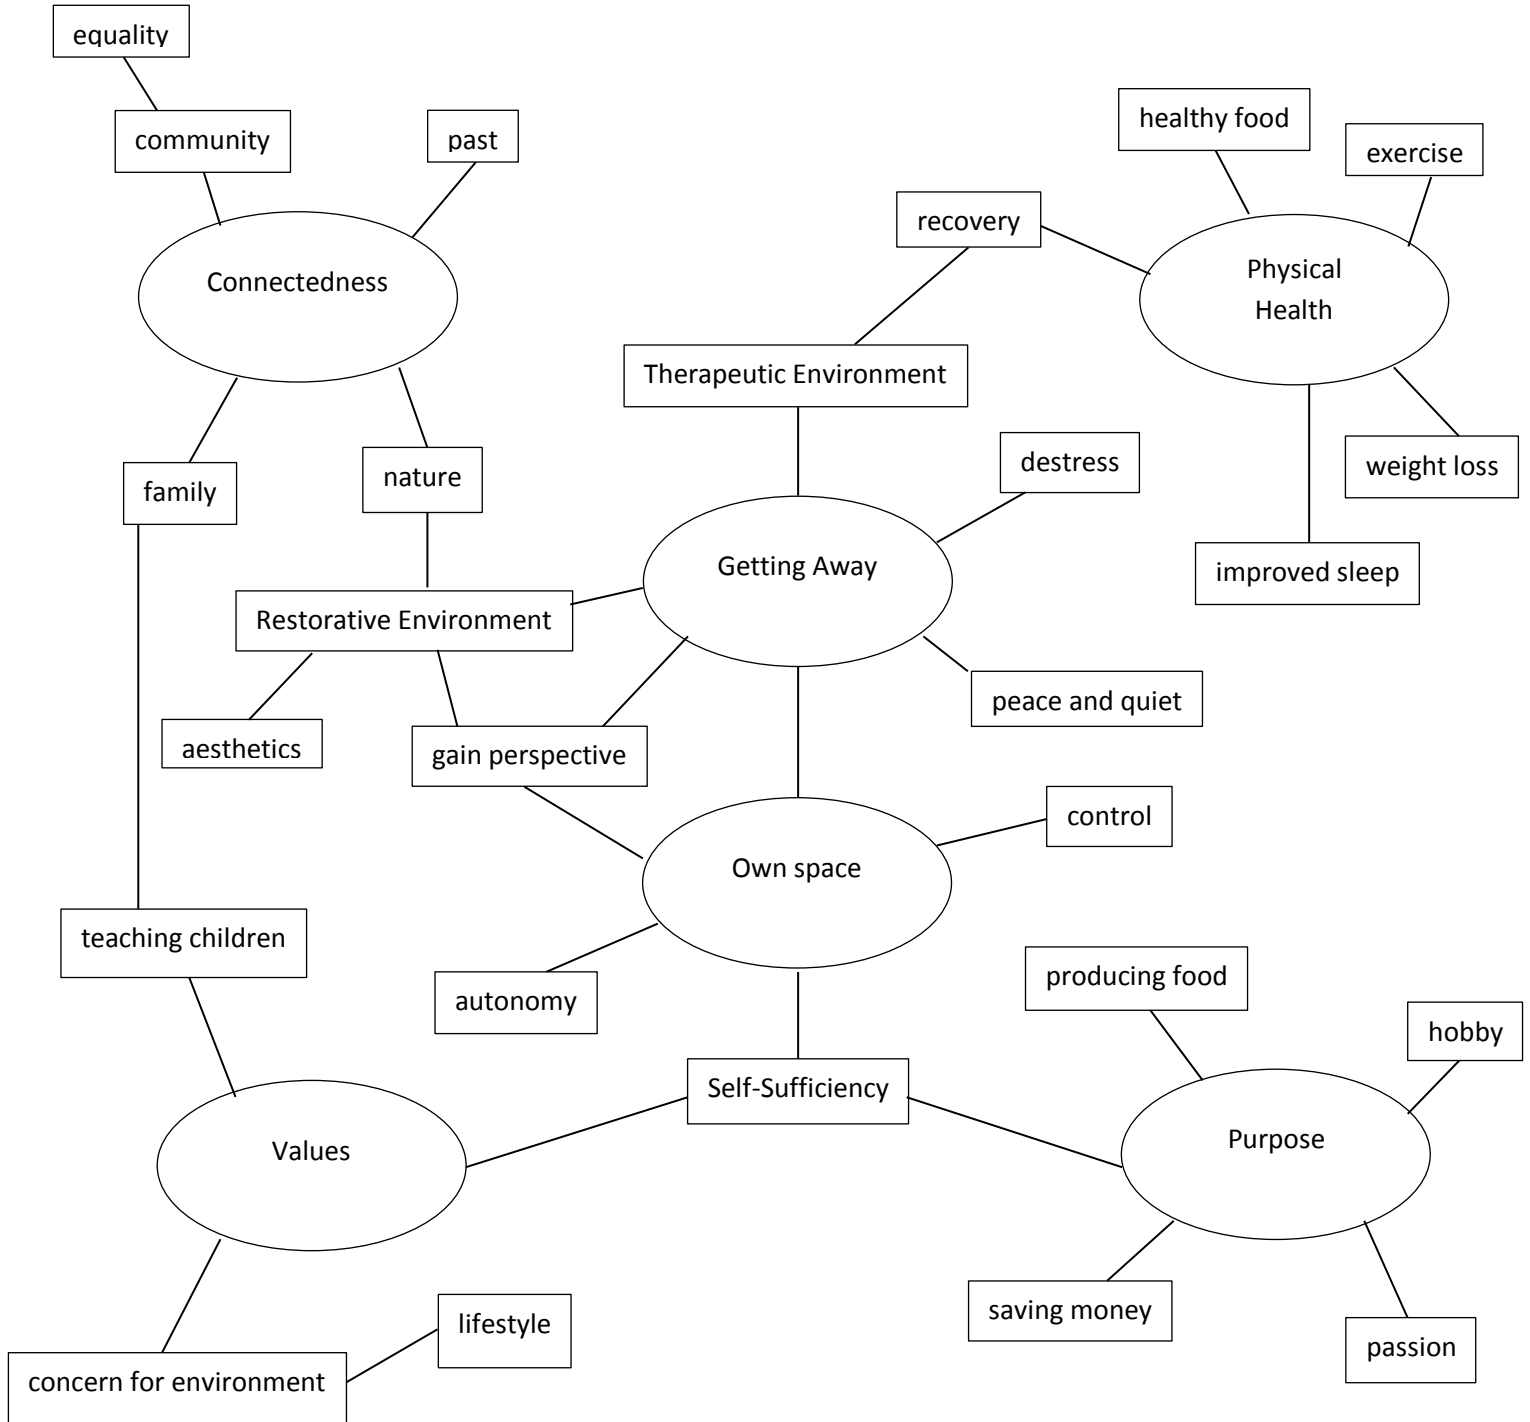 equality
community
past
healthy food
exercise
recovery
Connectedness
Physical
Health
Therapeutic Environment
destress
weight loss
family
nature
Getting Away
improved sleep
Restorative Environment
peace and quiet
aesthetics
gain perspective
control
Own space
teaching children
autonomy
producing food
hobby
Self-Sufficiency
Values
Purpose
saving money
lifestyle
passion
concern for environment